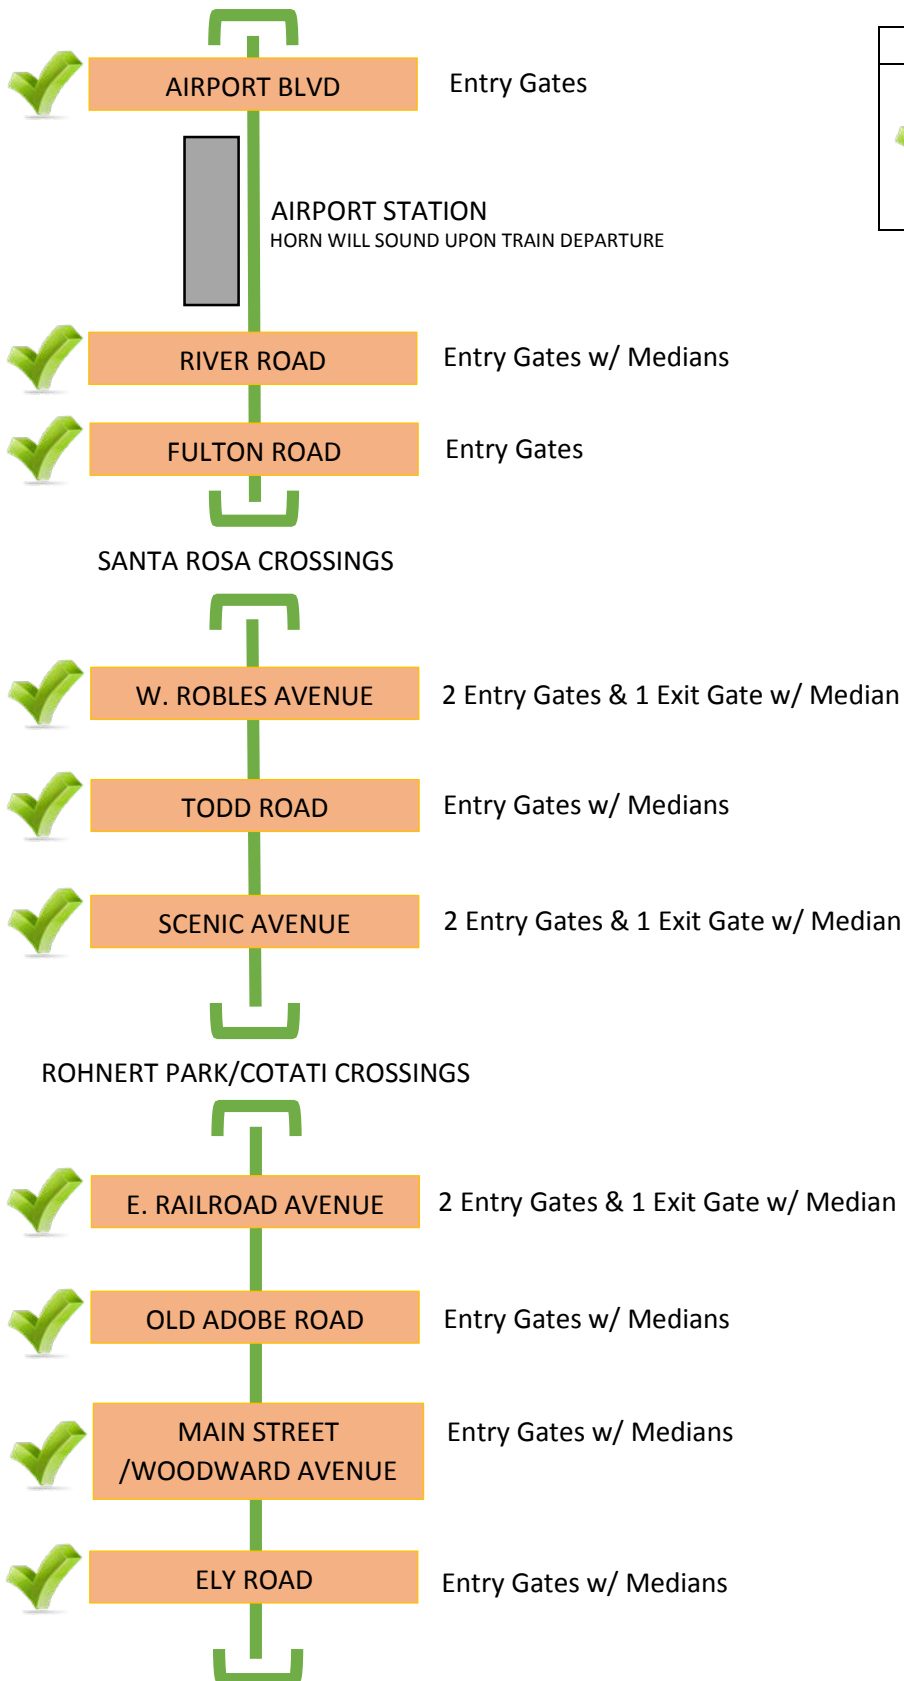 AIRPORT BLVD
Entry Gates
AIRPORT STATION
HORN WILL SOUND UPON TRAIN DEPARTURE
RIVER ROAD
Entry Gates w/ Medians
FULTON ROAD
Entry Gates
SANTA ROSA CROSSINGS
W. ROBLES AVENUE
2 Entry Gates & 1 Exit Gate w/ Median
TODD ROAD
Entry Gates w/ Medians
SCENIC AVENUE
2 Entry Gates & 1 Exit Gate w/ Median
ROHNERT PARK/COTATI CROSSINGS
E. RAILROAD AVENUE
2 Entry Gates & 1 Exit Gate w/ Median
OLD ADOBE ROAD
Entry Gates w/ Medians
MAIN STREET
/WOODWARD AVENUE
Entry Gates w/ Medians
ELY ROAD
Entry Gates w/ Medians